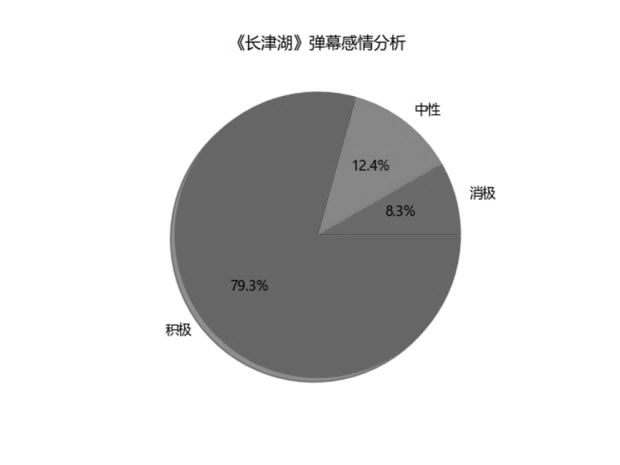 《长津湖》弹幕感情分析
中性
12.4%
消极
8.3%
79.3%
积极